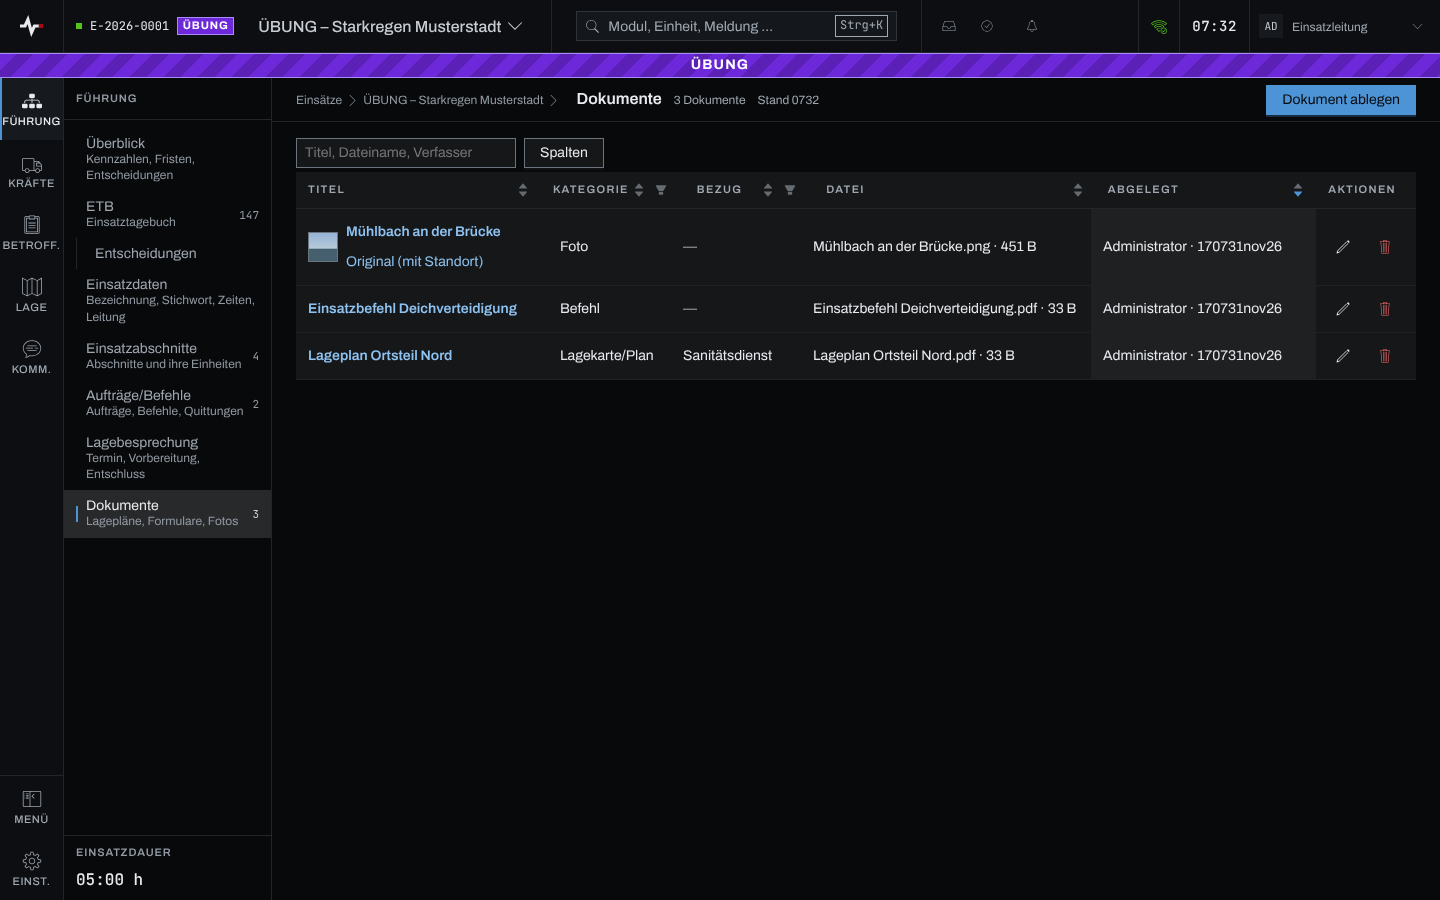 E-2026-0001 ÜBUNG ÜBUNG – Starkregen Musterstadt Modul, Einheit, Meldung ... Strg+K 07:32 AD Einsatzleitung
ÜBUNG
FÜHRUNG
KRÄFTE
BETROFF.
LAGE
KOMM.
MENÜ
EINST.
FÜHRUNG
Überblick
Kennzahlen, Fristen,
Entscheidungen
ETB
Einsatztagebuch
147
Entscheidungen
Einsatzdaten
Bezeichnung, Stichwort, Zeiten,
Leitung
Einsatzabschnitte
Abschnitte und ihre Einheiten
4
Aufträge/Befehle
Aufträge, Befehle, Quittungen
2
Lagebesprechung
Termin, Vorbereitung,
Entschluss
Dokumente
Lagepläne, Formulare, Fotos
3
EINSATZDAUER
05:00 h
Einsätze ÜBUNG – Starkregen Musterstadt Dokumente 3 Dokumente Stand 0732 Dokument ablegen
Titel, Dateiname, Verfasser Spalten
TITEL KATEGORIE BEZUG DATEI ABGELEGT AKTIONEN
Mühlbach an der Brücke
Original (mit Standort)
Foto — Mühlbach an der Brücke.png · 451 B Administrator · 170731nov26
Einsatzbefehl Deichverteidigung Befehl — Einsatzbefehl Deichverteidigung.pdf · 33 B Administrator · 170731nov26
Lageplan Ortsteil Nord Lagekarte/Plan Sanitätsdienst Lageplan Ortsteil Nord.pdf · 33 B Administrator · 170731nov26